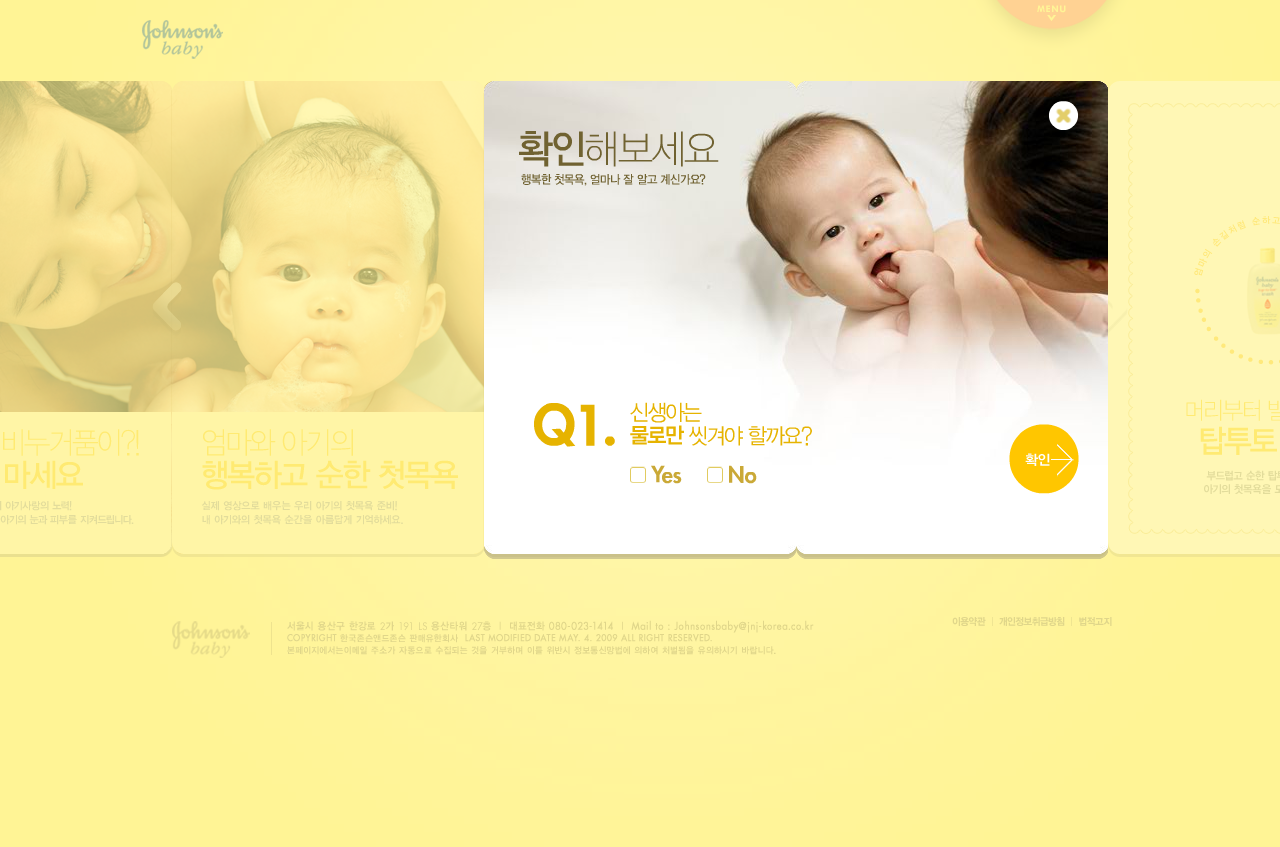 Johnson's
baby
MENU
확인해보세요
행복한 첫목욕, 얼마나 잘 알고 계신가요?
Q1. 신생아는
물로만 씻겨야 할까요?
Yes No
확인
비누거품이?!
마세요
아기사랑의 노력!
아기의 눈과 피부를 지켜드립니다.
엄마와 아기의
행복하고 순한 첫목욕
실제 영상으로 배우는 우리 아기의 첫목욕 준비!
내 아기와의 첫목욕 순간을 아름답게 기억하세요.
엄마의 손길처럼 순하고
머리부터 발
탑투토
부드럽고 순한 탑
아기의 첫목욕을 도
Johnson's
baby
서울시 용산구 한강로 2가 191 LS 용산타워 27층 | 대표전화 080-023-1414 | Mail to : Johnsonsbaby@jnj-korea.co.kr
COPYRIGHT 한국존슨앤드존슨 판매유한회사 LAST MODIFIED DATE MAY. 4. 2009 ALL RIGHT RESERVED.
본페이지에서는이메일 주소가 자동으로 수집되는 것을 거부하며 이를 위반시 정보통신망법에 의하여 처벌됨을 유의하시기 바랍니다.
이용약관 | 개인정보취급방침 | 법적고지